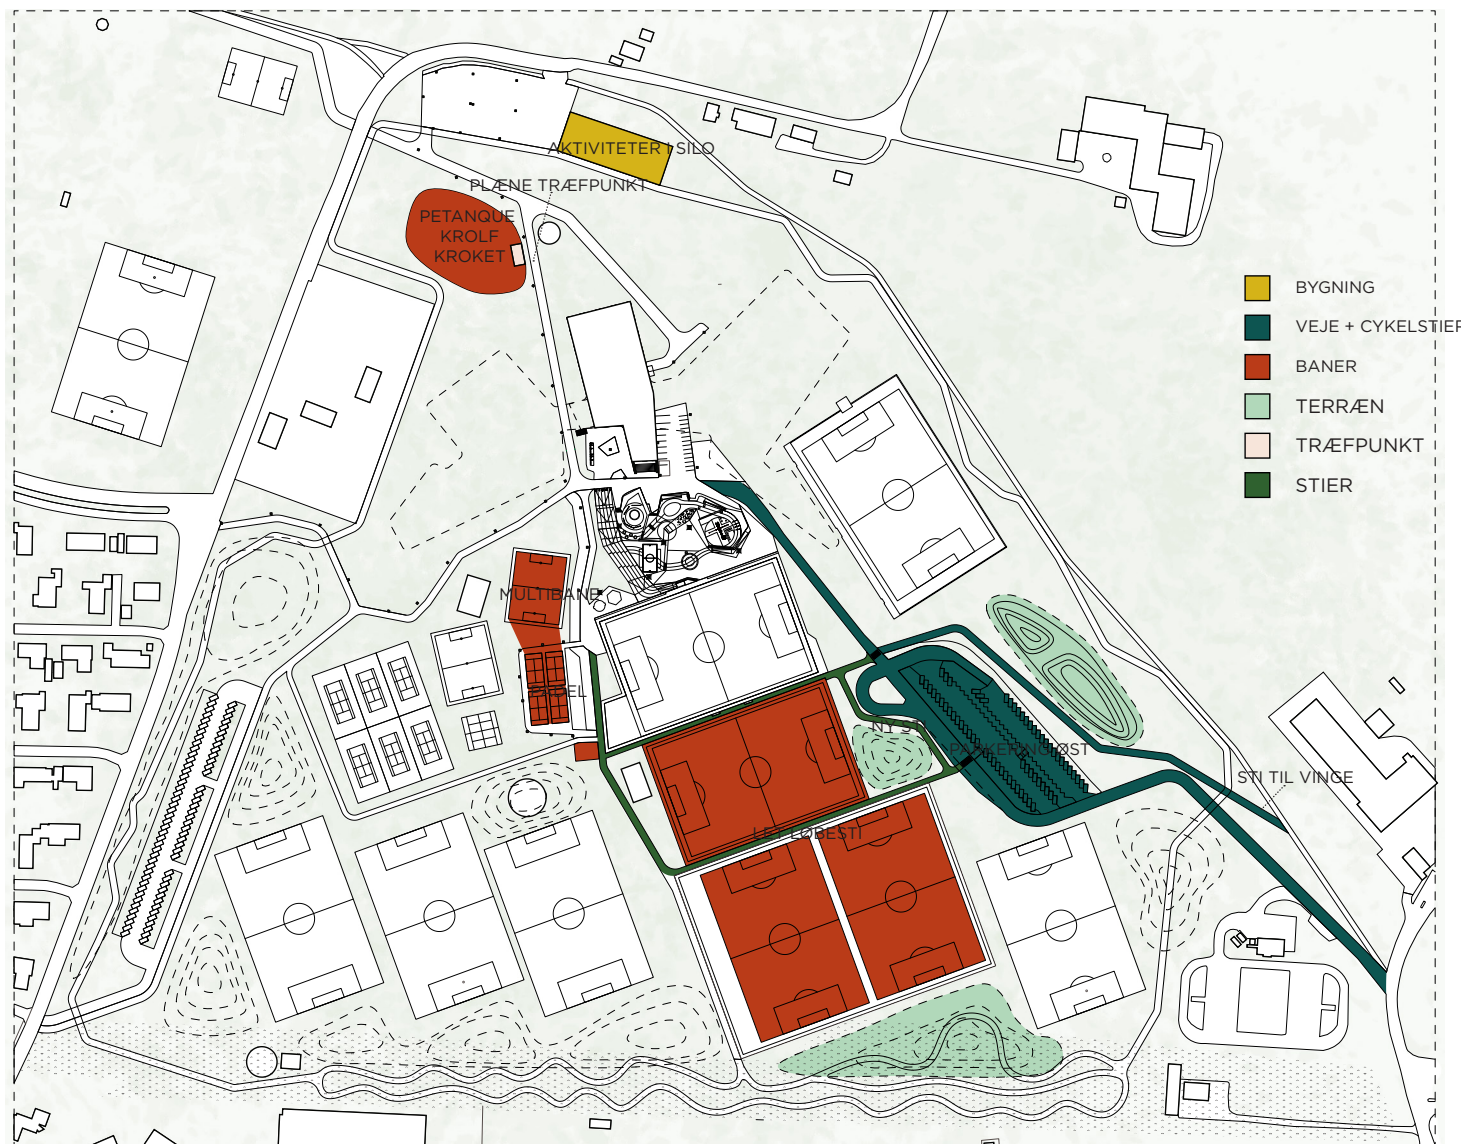 AKTIVITETER I SILO
PLÆNE TRÆFPUNKT
PETANQUE
KROLF
KROKET
BYGNING
VEJE + CYKELSTIER
BANER
TERRÆN
TRÆFPUNKT
STIER
MULTIBANE
PADEL
NY STI
PARKERING ØST
STI TIL VINGE
LET LØBESTI